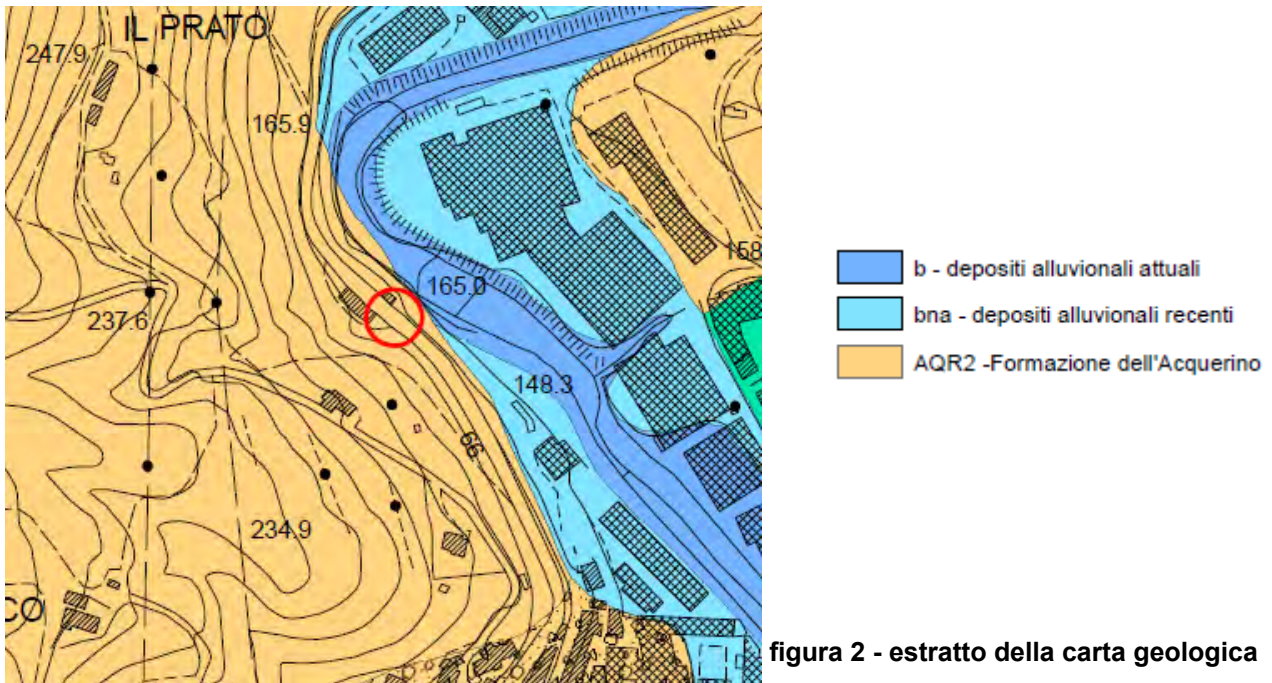 IL PRATO
247.9
165.9
158
165.0
237.6
148.3
66
234.9
CO
b - depositi alluvionali attuali
bna - depositi alluvionali recenti
AQR2 -Formazione dell'Acquerino
figura 2 - estratto della carta geologica